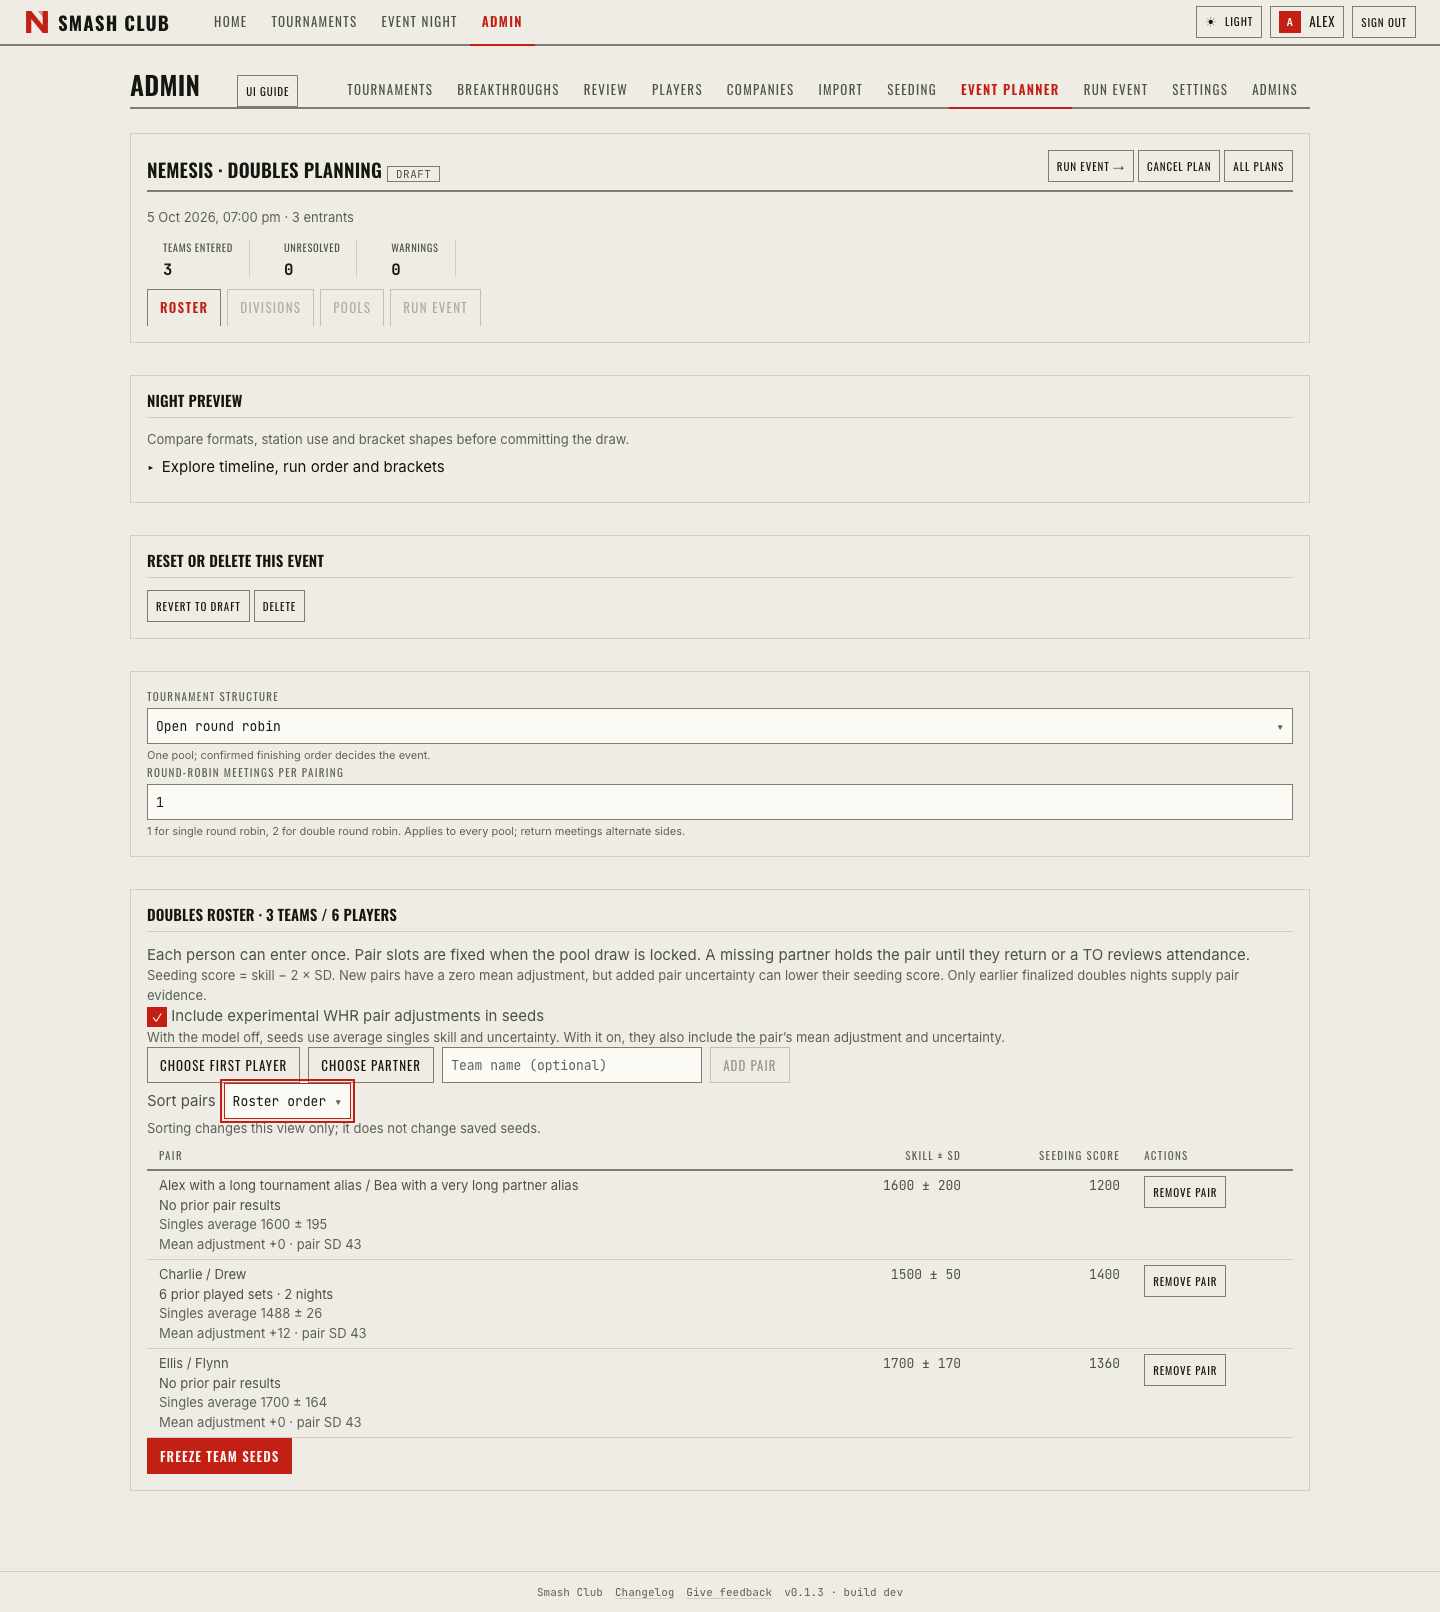 SMASH CLUB HOME TOURNAMENTS EVENT NIGHT ADMIN ☀ LIGHT A ALEX SIGN OUT
ADMIN UI GUIDE TOURNAMENTS BREAKTHROUGHS REVIEW PLAYERS COMPANIES IMPORT SEEDING EVENT PLANNER RUN EVENT SETTINGS ADMINS
NEMESIS · DOUBLES PLANNING DRAFT RUN EVENT → CANCEL PLAN ALL PLANS
5 Oct 2026, 07:00 pm · 3 entrants
TEAMS ENTERED UNRESOLVED WARNINGS
3 0 0
ROSTER DIVISIONS POOLS RUN EVENT
NIGHT PREVIEW
Compare formats, station use and bracket shapes before committing the draw.
▸ Explore timeline, run order and brackets
RESET OR DELETE THIS EVENT
REVERT TO DRAFT DELETE
TOURNAMENT STRUCTURE
Open round robin ▾
One pool; confirmed finishing order decides the event.
ROUND-ROBIN MEETINGS PER PAIRING
1
1 for single round robin, 2 for double round robin. Applies to every pool; return meetings alternate sides.
DOUBLES ROSTER · 3 TEAMS / 6 PLAYERS
Each person can enter once. Pair slots are fixed when the pool draw is locked. A missing partner holds the pair until they return or a TO reviews attendance.
Seeding score = skill − 2 × SD. New pairs have a zero mean adjustment, but added pair uncertainty can lower their seeding score. Only earlier finalized doubles nights supply pair
evidence.
✓ Include experimental WHR pair adjustments in seeds
With the model off, seeds use average singles skill and uncertainty. With it on, they also include the pair’s mean adjustment and uncertainty.
CHOOSE FIRST PLAYER CHOOSE PARTNER Team name (optional) ADD PAIR
Sort pairs Roster order ▾
Sorting changes this view only; it does not change saved seeds.
PAIR SKILL ± SD SEEDING SCORE ACTIONS
Alex with a long tournament alias / Bea with a very long partner alias 1600 ± 200 1200 REMOVE PAIR
No prior pair results
Singles average 1600 ± 195
Mean adjustment +0 · pair SD 43
Charlie / Drew 1500 ± 50 1400 REMOVE PAIR
6 prior played sets · 2 nights
Singles average 1488 ± 26
Mean adjustment +12 · pair SD 43
Ellis / Flynn 1700 ± 170 1360 REMOVE PAIR
No prior pair results
Singles average 1700 ± 164
Mean adjustment +0 · pair SD 43
FREEZE TEAM SEEDS
Smash Club Changelog Give feedback v0.1.3 · build dev